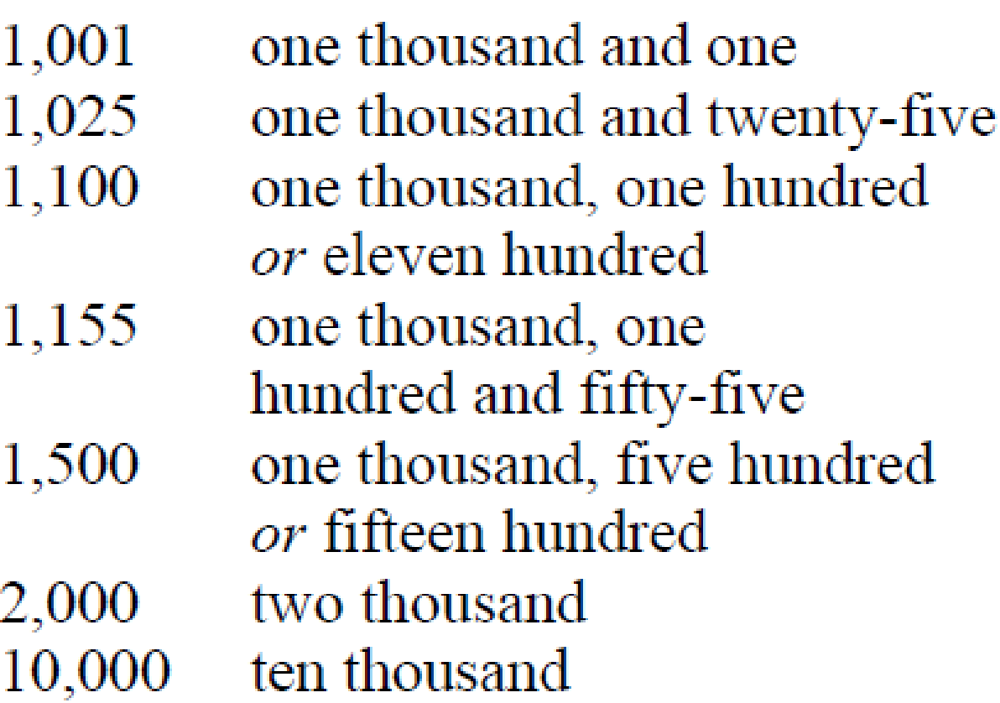 1,001 one thousand and one
1,025 one thousand and twenty-five
1,100 one thousand, one hundred
or eleven hundred
1,155 one thousand, one
hundred and fifty-five
1,500 one thousand, five hundred
or fifteen hundred
2,000 two thousand
10,000 ten thousand